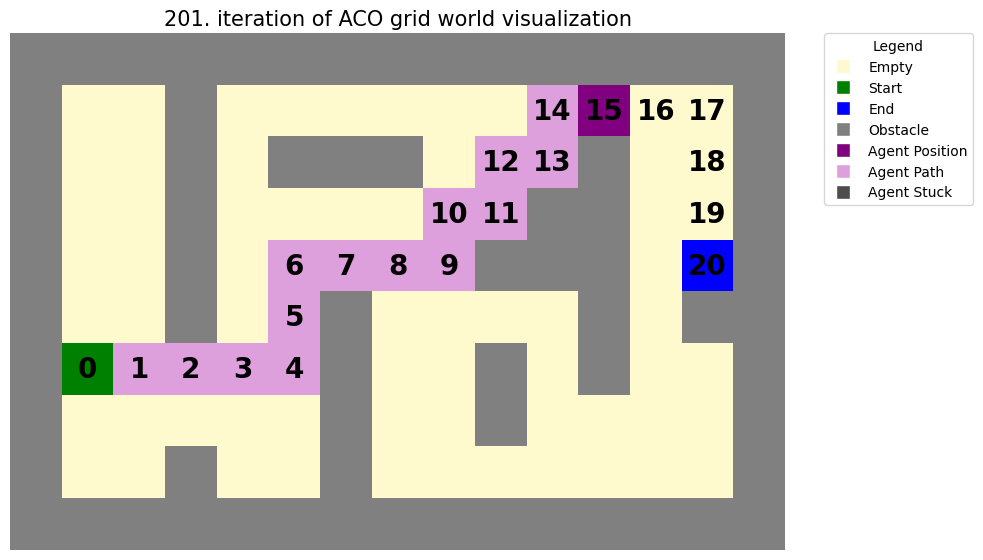 201. iteration of ACO grid world visualization
14 15 16 17
12 13 18
10 11 19
6 7 8 9 20
5
0 1 2 3 4
Legend
Empty
Start
End
Obstacle
Agent Position
Agent Path
Agent Stuck